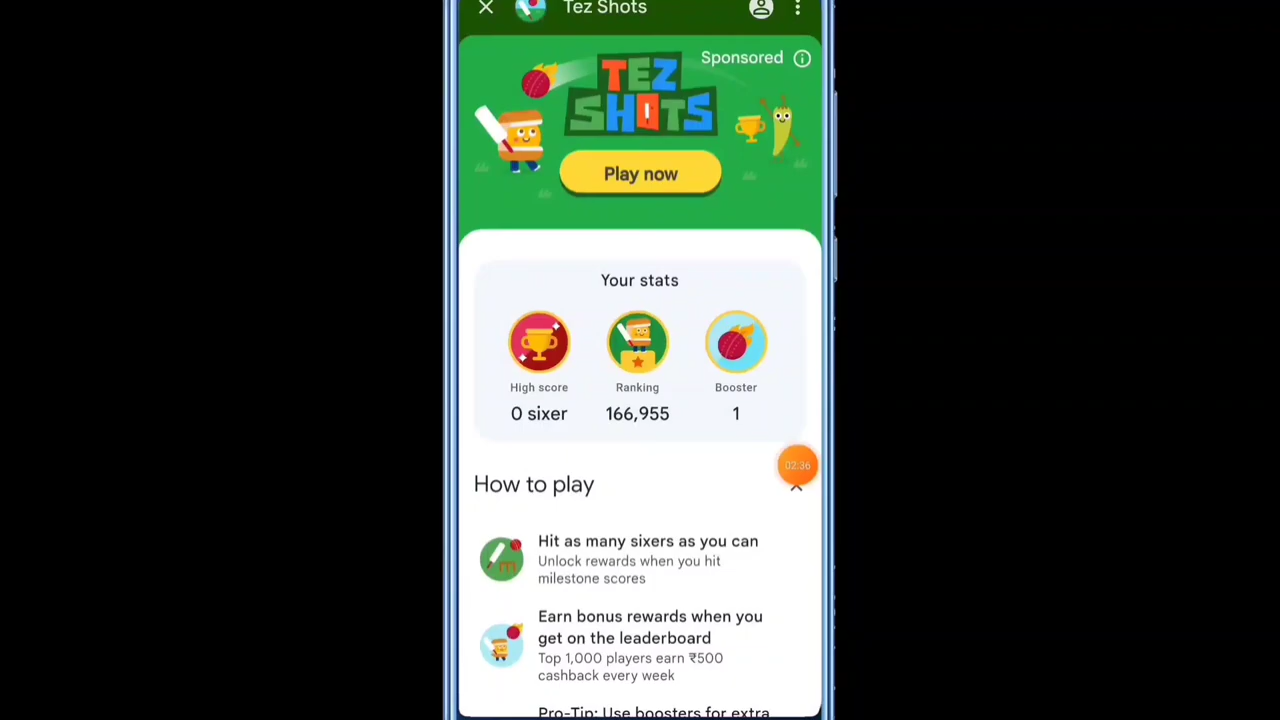 Tez Shots
Sponsored
TEZ
SHOTS
Play now
Your stats
High score
Ranking
Booster
0 sixer
166,955
1
02:36
How to play
Hit as many sixers as you can
Unlock rewards when you hit
milestone scores
Earn bonus rewards when you
get on the leaderboard
Top 1,000 players earn ₹500
cashback every week
Pro-Tip: Use boosters for extra